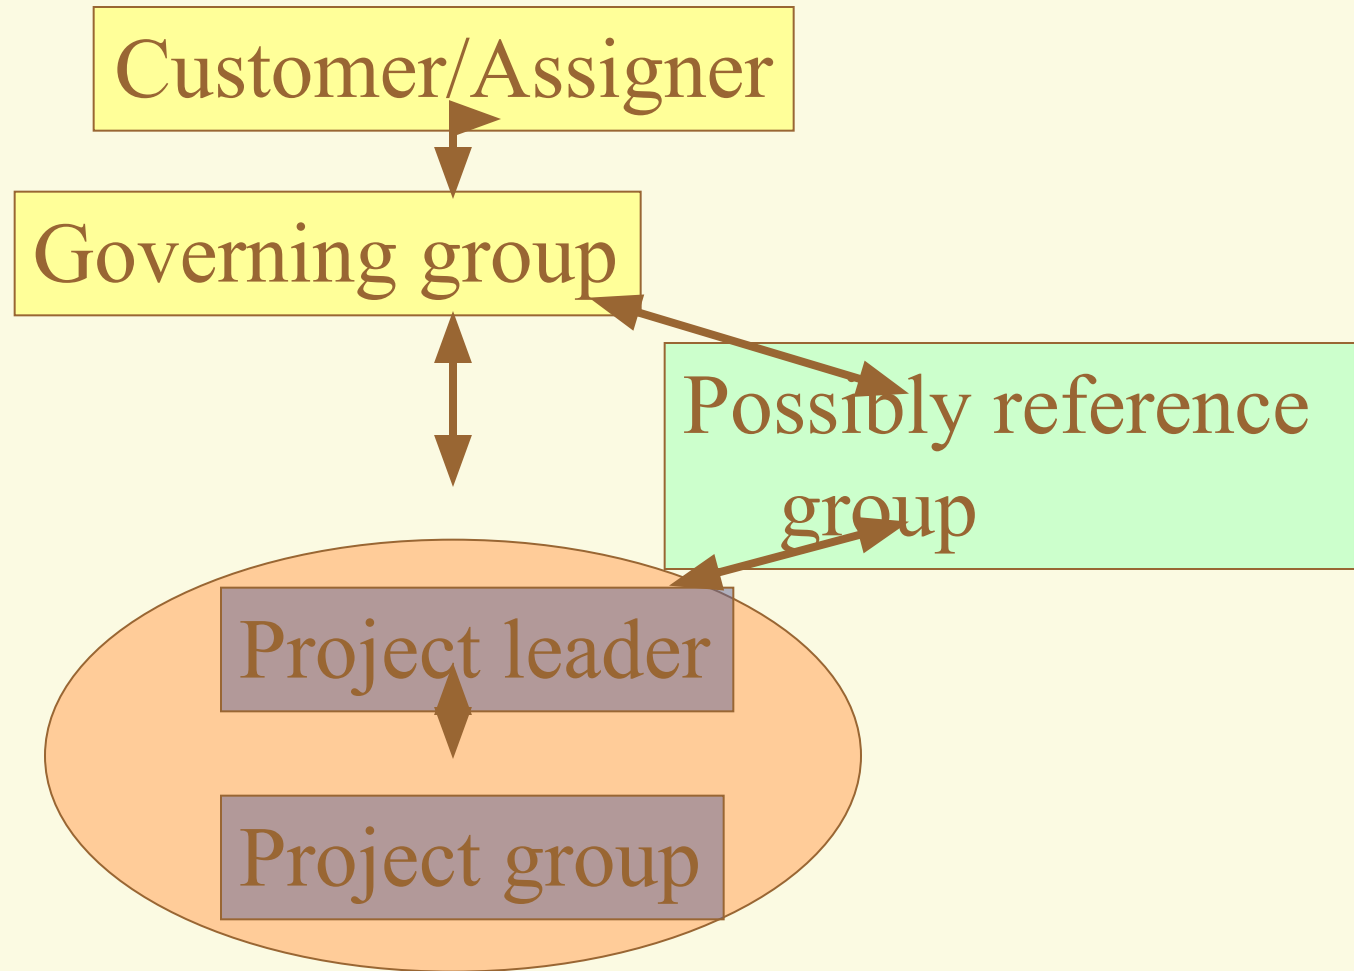 Customer/Assigner
Governing group
Possibly reference
group
Project leader
Project group